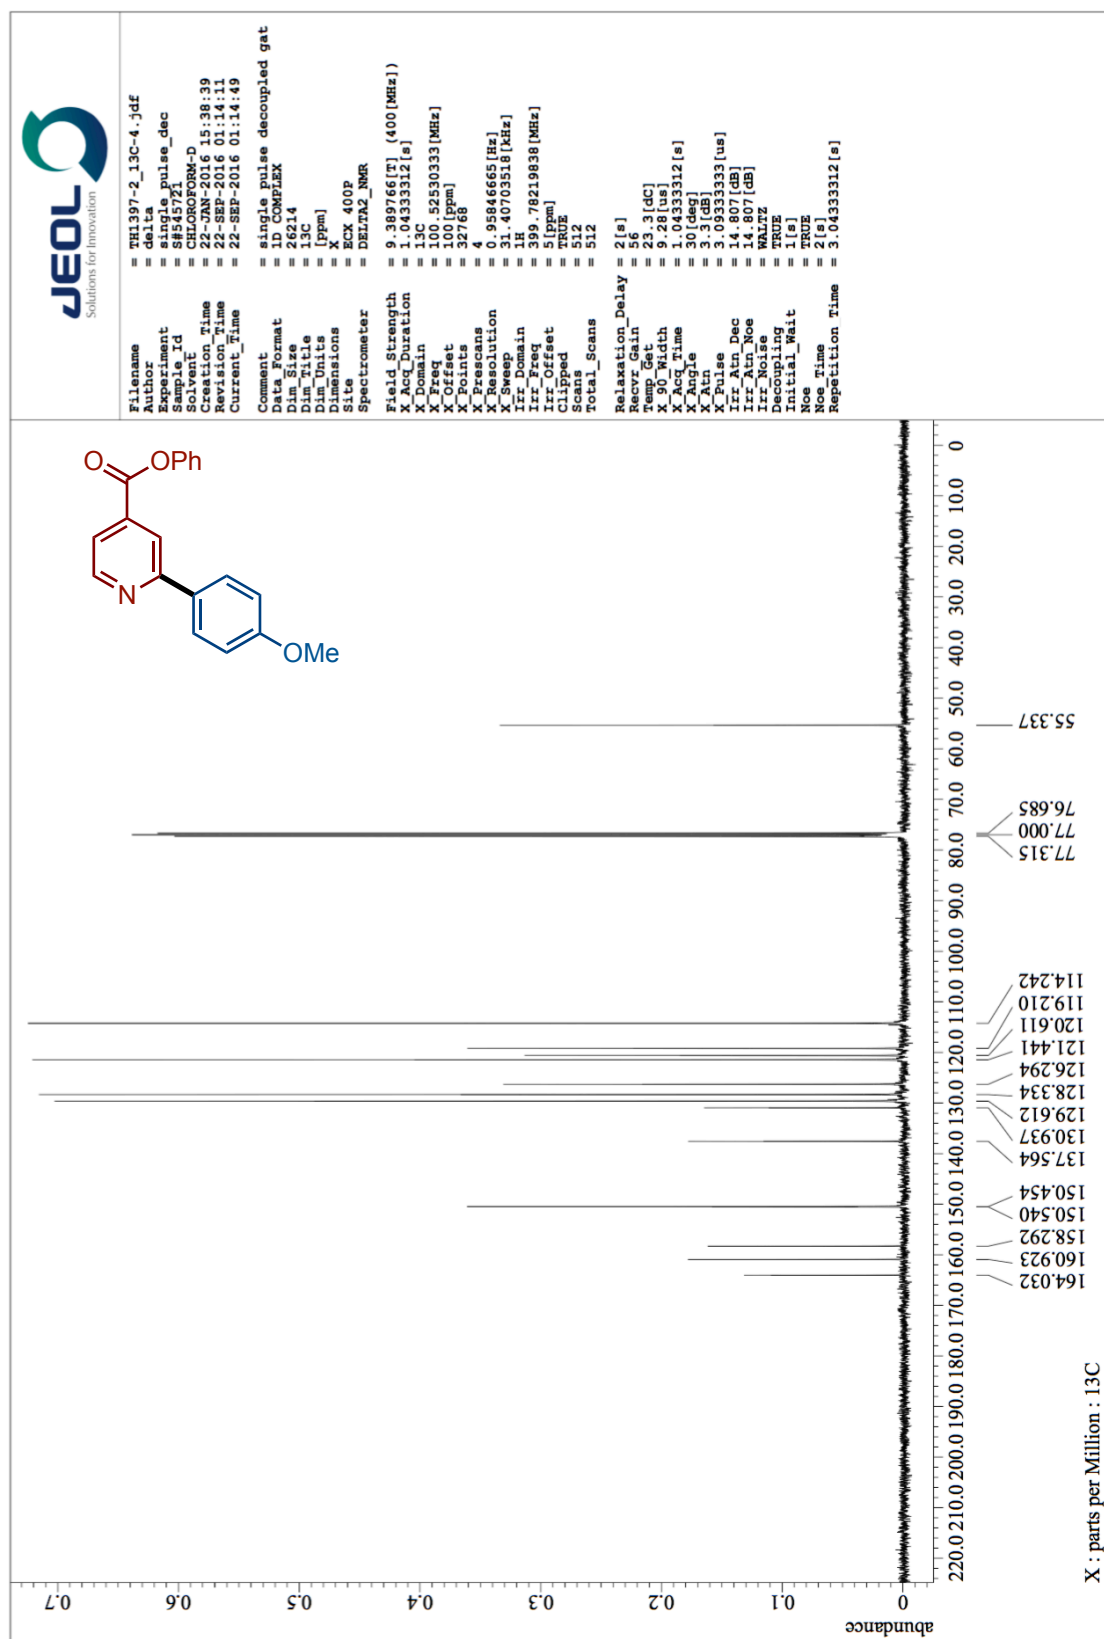 JEOL
Solutions for Innovation
Filename = TH1397-2_13C-4.jdf
Author = delta
Experiment = single_pulse_dec
Sample_Id = S#545721
Solvent = CHLOROFORM-D
Creation_Time = 22-JAN-2016 15:38:39
Revision_Time = 22-SEP-2016 01:14:11
Current_Time = 22-SEP-2016 01:14:49
Comment = single pulse decoupled gat
Data_Format = 1D COMPLEX
Dim_Size = 26214
Dim_Title = 13C
Dim_Units = [ppm]
Dimensions = X
Site = ECX 400P
Spectrometer = DELTA2_NMR
Field_Strength = 9.389766[T] (400[MHz])
X_Acq_Duration = 1.04333312[s]
X_Domain = 13C
X_Freq = 100.52530333[MHz]
X_Offset = 100[ppm]
X_Points = 32768
X_Prescans = 4
X_Resolution = 0.95846665[Hz]
X_Sweep = 31.40703518[kHz]
Irr_Domain = 1H
Irr_Freq = 399.78219838[MHz]
Irr_Offset = 5[ppm]
Clipped = TRUE
Scans = 512
Total_Scans = 512
Relaxation_Delay = 2[s]
Recvr_Gain = 56
Temp_Get = 23.3[dC]
X_90_Width = 9.28[us]
X_Acq_Time = 1.04333312[s]
X_Angle = 30[deg]
X_Atn = 3.3[dB]
X_Pulse = 3.09333333[us]
Irr_Atn_Dec = 14.807[dB]
Irr_Atn_Noe = 14.807[dB]
Irr_Noise = WALTZ
Decoupling = TRUE
Initial_Wait = 1[s]
Noe = TRUE
Noe_Time = 2[s]
Repetition_Time = 3.04333312[s]
O
OPh
N
OMe
abundance
0 0.1 0.2 0.3 0.4 0.5 0.6 0.7
220.0 210.0 200.0 190.0 180.0 170.0 160.0 150.0 140.0 130.0 120.0 110.0 100.0 90.0 80.0 70.0 60.0 50.0 40.0 30.0 20.0 10.0 0
164.032
160.923
158.292
150.540
150.454
137.564
130.937
129.612
128.334
126.294
121.441
120.611
119.210
114.242
77.315
77.000
76.685
55.337
X : parts per Million : 13C